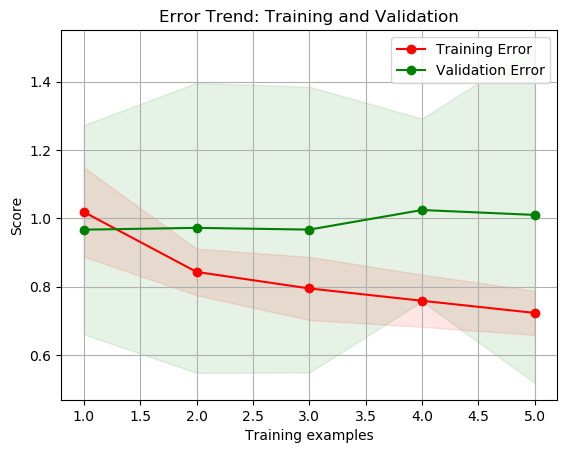 Error Trend: Training and Validation
Training Error
Validation Error
Score
1.4
1.2
1.0
0.8
0.6
1.0 1.5 2.0 2.5 3.0 3.5 4.0 4.5 5.0
Training examples